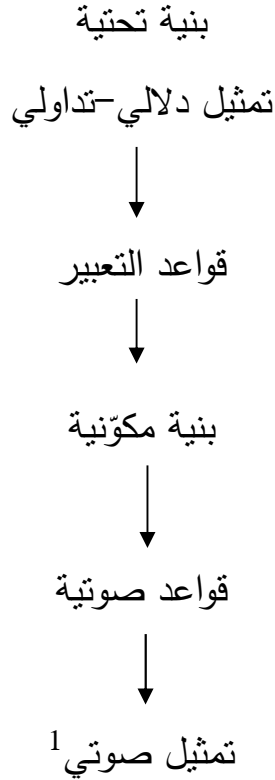 بنية تحتية
تمثيل دلالي-تداولي
قواعد التعبير
بنية مكوّنية
قواعد صوتية
تمثيل صوتي1